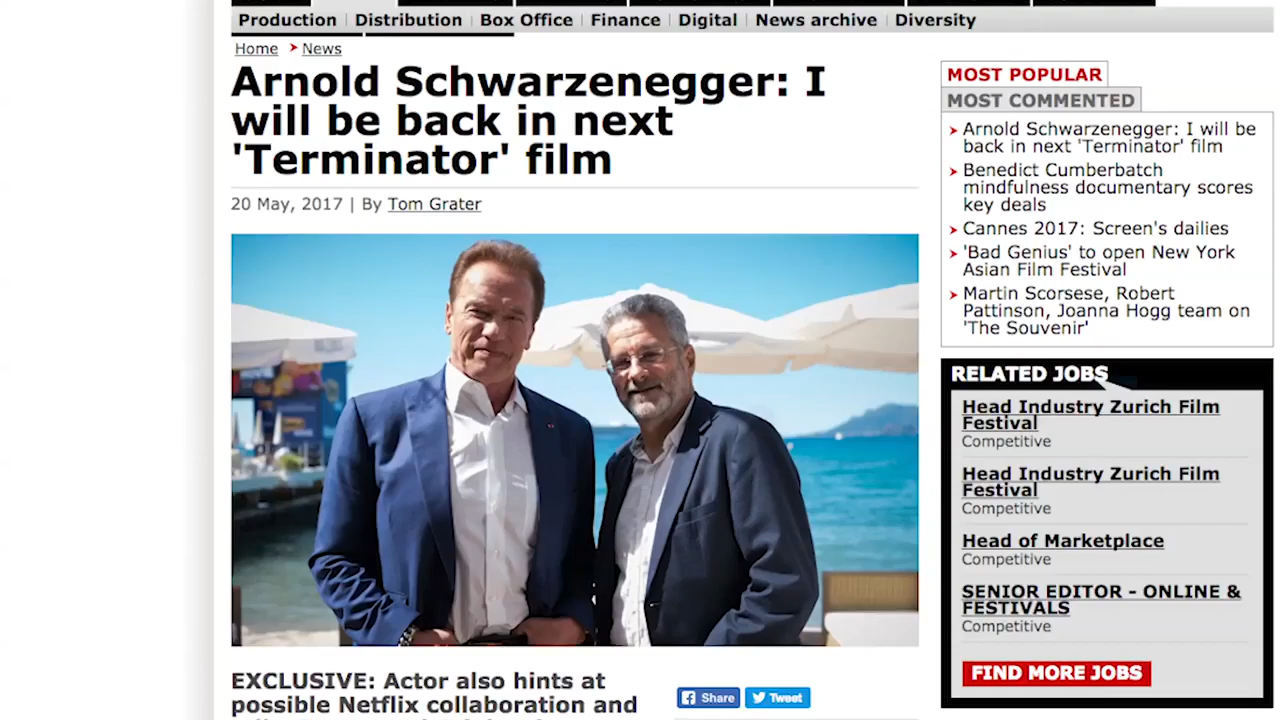 Production | Distribution | Box Office | Finance | Digital | News archive | Diversity
Home > News
Arnold Schwarzenegger: I
will be back in next
'Terminator' film
20 May, 2017 | By Tom Grater
EXCLUSIVE: Actor also hints at
possible Netflix collaboration and
Share
Tweet
MOST POPULAR
MOST COMMENTED
Arnold Schwarzenegger: I will be
back in next 'Terminator' film
Benedict Cumberbatch
mindfulness documentary scores
key deals
Cannes 2017: Screen's dailies
'Bad Genius' to open New York
Asian Film Festival
Martin Scorsese, Robert
Pattinson, Joanna Hogg team on
'The Souvenir'
RELATED JOBS
Head Industry Zurich Film
Festival
Competitive
Head Industry Zurich Film
Festival
Competitive
Head of Marketplace
Competitive
SENIOR EDITOR - ONLINE &
FESTIVALS
Competitive
FIND MORE JOBS